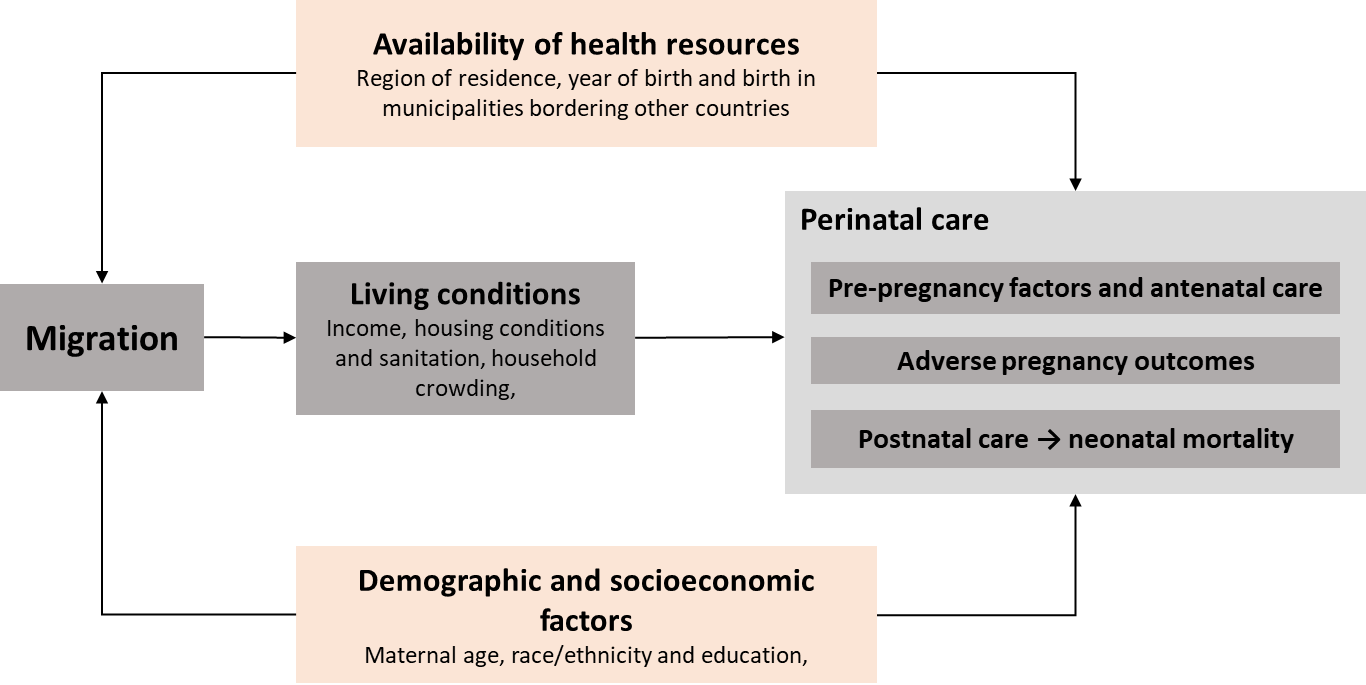 Availability of health resources
Region of residence, year of birth and birth in
municipalities bordering other countries
Migration
Living conditions
Income, housing conditions
and sanitation, household
crowding,
Perinatal care
Pre-pregnancy factors and antenatal care
Adverse pregnancy outcomes
Postnatal care → neonatal mortality
Demographic and socioeconomic
factors
Maternal age, race/ethnicity and education,